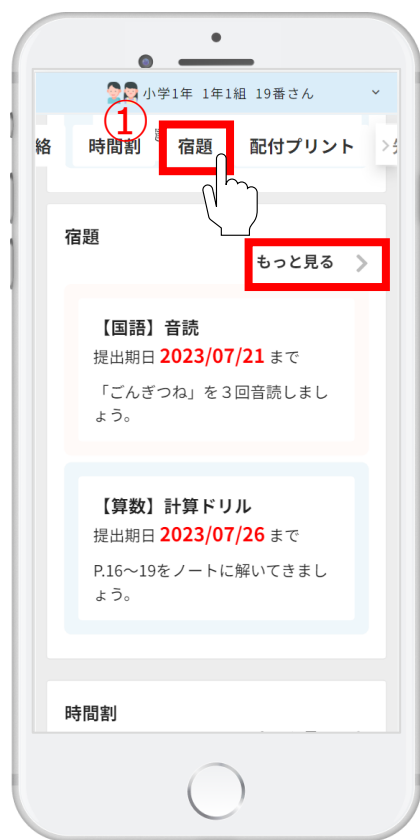 小学1年 1年1組 19番さん
①
絡 時間割 宿題 配付プリント
宿題
もっと見る
【国語】音読
提出期日 2023/07/21 まで
「ごんぎつね」を３回音読しまし
ょう。
【算数】計算ドリル
提出期日 2023/07/26 まで
P.16～19をノートに解いてきまし
ょう。
時間割